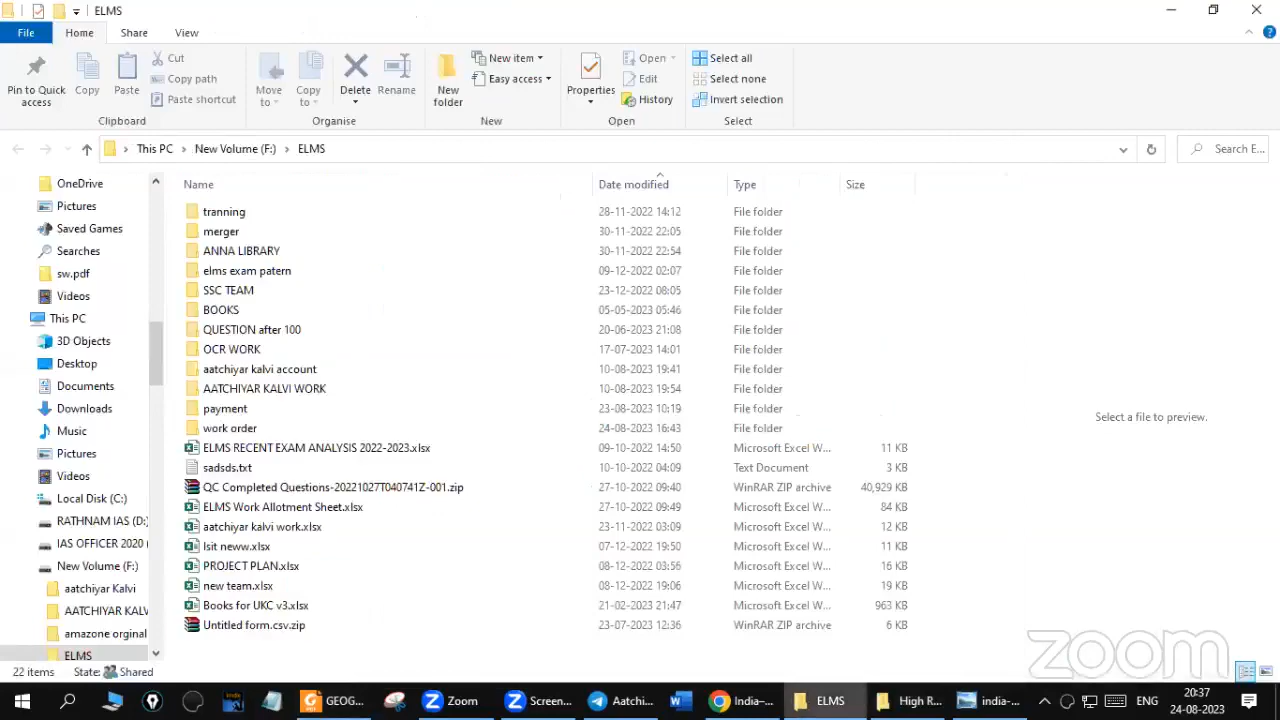 ELMS
File Home Share View
Pin to Quick access
Copy
Paste
Cut
Copy path
Paste shortcut
Clipboard
Move to
Copy to
Delete
Rename
Organise
New folder
New item
Easy access
New
Properties
Open
Edit
History
Open
Select all
Select none
Invert selection
Select
This PC > New Volume (F:) > ELMS
Search E...
OneDrive
Pictures
Saved Games
Searches
sw.pdf
Videos
This PC
3D Objects
Desktop
Documents
Downloads
Music
Pictures
Videos
Local Disk (C:)
RATHNAM IAS (D:)
IAS OFFICER 2020 (
New Volume (F:)
aatchiyar Kalvi
AATCHIYAR KALV
amazone orginal
ELMS
Name Date modified Type Size
tranning 28-11-2022 14:12 File folder
merger 30-11-2022 22:05 File folder
ANNA LIBRARY 30-11-2022 22:54 File folder
elms exam patern 09-12-2022 02:07 File folder
SSC TEAM 23-12-2022 08:05 File folder
BOOKS 05-05-2023 05:46 File folder
QUESTION after 100 20-06-2023 21:08 File folder
OCR WORK 17-07-2023 14:01 File folder
aatchiyar kalvi account 10-08-2023 19:41 File folder
AATCHIYAR KALVI WORK 10-08-2023 19:54 File folder
payment 23-08-2023 10:19 File folder
work order 24-08-2023 16:43 File folder
ELMS RECENT EXAM ANALYSIS 2022-2023.xlsx 09-10-2022 14:50 Microsoft Excel W... 11 KB
sadsds.txt 10-10-2022 04:09 Text Document 3 KB
QC Completed Questions-20221027T040741Z-001.zip 27-10-2022 09:40 WinRAR ZIP archive 40,929 KB
ELMS Work Allotment Sheet.xlsx 27-10-2022 09:49 Microsoft Excel W... 84 KB
aatchiyar kalvi work.xlsx 23-11-2022 03:09 Microsoft Excel W... 12 KB
lsit neww.xlsx 07-12-2022 19:50 Microsoft Excel W... 11 KB
PROJECT PLAN.xlsx 08-12-2022 03:56 Microsoft Excel W... 16 KB
new team.xlsx 08-12-2022 19:06 Microsoft Excel W... 19 KB
Books for UKC v3.xlsx 21-02-2023 21:47 Microsoft Excel W... 963 KB
Untitled form.csv.zip 23-07-2023 12:36 WinRAR ZIP archive 6 KB
Select a file to preview.
zoom
22 items State: Shared
GEOG... Zoom Screen... Aatchi... India-... ELMS High R... india-... ENG 20:37
24-08-2023